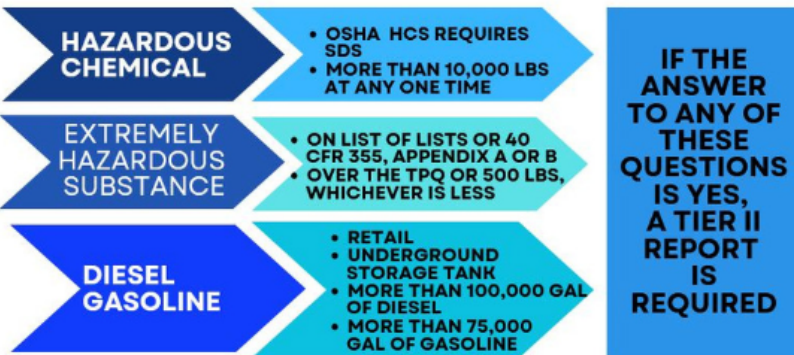 HAZARDOUS
CHEMICAL
• OSHA HCS REQUIRES
SDS
• MORE THAN 10,000 LBS
AT ANY ONE TIME
EXTREMELY
HAZARDOUS
SUBSTANCE
• ON LIST OF LISTS OR 40
CFR 355, APPENDIX A OR B
• OVER THE TPQ OR 500 LBS,
WHICHEVER IS LESS
DIESEL
GASOLINE
• RETAIL
• UNDERGROUND
STORAGE TANK
• MORE THAN 100,000 GAL
OF DIESEL
• MORE THAN 75,000
GAL OF GASOLINE
IF THE
ANSWER
TO ANY OF
THESE
QUESTIONS
IS YES,
A TIER II
REPORT
IS
REQUIRED